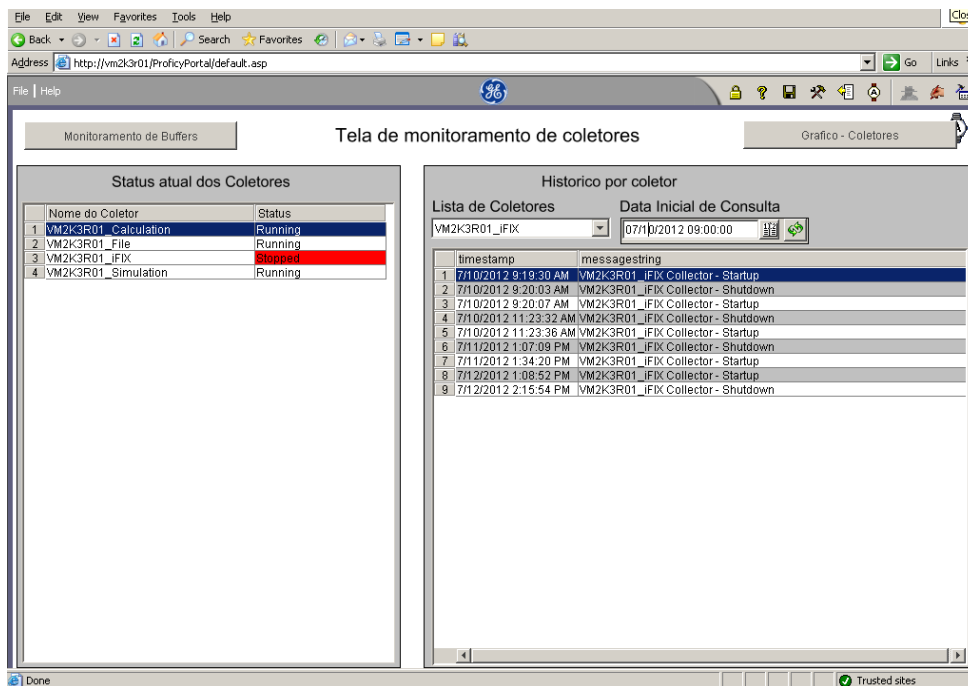 File Edit View Favorites Tools Help
Back Search Favorites
Address http://vm2k3r01/ProficyPortal/default.asp Go Links
File | Help
Monitoramento de Buffers Tela de monitoramento de coletores Grafico - Coletores
Status atual dos Coletores
Nome do Coletor Status
1 VM2K3R01_Calculation Running
2 VM2K3R01_File Running
3 VM2K3R01_iFIX Stopped
4 VM2K3R01_Simulation Running
Historico por coletor
Lista de Coletores Data Inicial de Consulta
VM2K3R01_iFIX 07/10/2012 09:00:00
timestamp messagestring
1 7/10/2012 9:19:30 AM VM2K3R01_iFIX Collector - Startup
2 7/10/2012 9:20:03 AM VM2K3R01_iFIX Collector - Shutdown
3 7/10/2012 9:20:07 AM VM2K3R01_iFIX Collector - Startup
4 7/10/2012 11:23:32 AM VM2K3R01_iFIX Collector - Shutdown
5 7/10/2012 11:23:36 AM VM2K3R01_iFIX Collector - Startup
6 7/11/2012 1:07:09 PM VM2K3R01_iFIX Collector - Shutdown
7 7/11/2012 1:34:20 PM VM2K3R01_iFIX Collector - Startup
8 7/12/2012 1:08:52 PM VM2K3R01_iFIX Collector - Startup
9 7/12/2012 2:15:54 PM VM2K3R01_iFIX Collector - Shutdown
Done Trusted sites